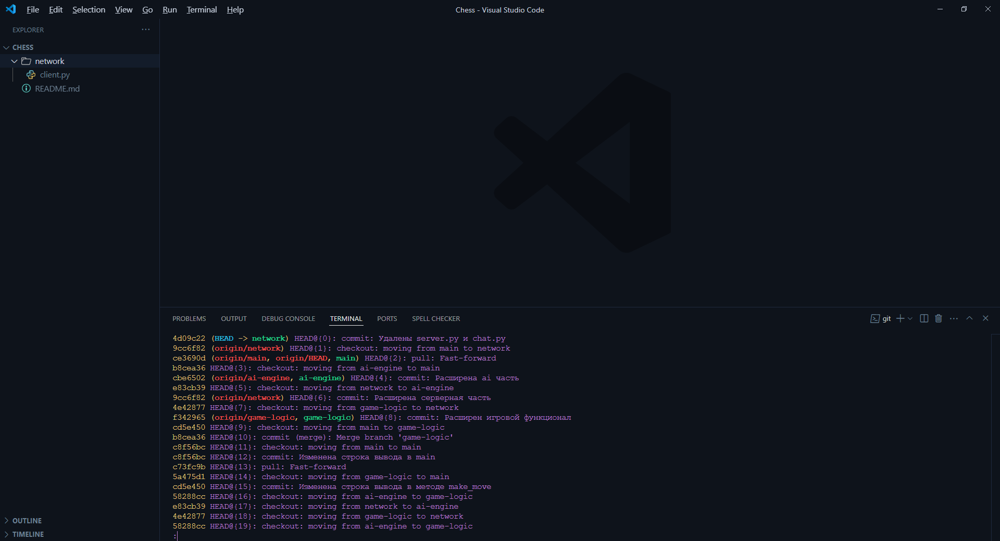 File Edit Selection View Go Run Terminal Help
Chess - Visual Studio Code
EXPLORER
CHESS
network
client.py
README.md
OUTLINE
TIMELINE
PROBLEMS OUTPUT DEBUG CONSOLE TERMINAL PORTS SPELL CHECKER
git
4d09c22 (HEAD -> network) HEAD@{0}: commit: Удалены server.py и chat.py
9cc6f82 (origin/network) HEAD@{1}: checkout: moving from main to network
ce3690d (origin/main, origin/HEAD, main) HEAD@{2}: pull: Fast-forward
b8cea36 HEAD@{3}: checkout: moving from ai-engine to main
cbe6502 (origin/ai-engine, ai-engine) HEAD@{4}: commit: Расширена ai часть
e83cb39 HEAD@{5}: checkout: moving from network to ai-engine
9cc6f82 (origin/network) HEAD@{6}: commit: Расширена серверная часть
4e42877 HEAD@{7}: checkout: moving from game-logic to network
f342965 (origin/game-logic, game-logic) HEAD@{8}: commit: Расширен игровой функционал
cd5e450 HEAD@{9}: checkout: moving from main to game-logic
b8cea36 HEAD@{10}: commit (merge): Merge branch 'game-logic'
c8f56bc HEAD@{11}: checkout: moving from main to main
c8f56bc HEAD@{12}: commit: Изменена строка вывода в main
c73fc9b HEAD@{13}: pull: Fast-forward
5a475d1 HEAD@{14}: checkout: moving from game-logic to main
cd5e450 HEAD@{15}: commit: Изменена строка вывода в методе make_move
58288cc HEAD@{16}: checkout: moving from ai-engine to game-logic
e83cb39 HEAD@{17}: checkout: moving from network to ai-engine
4e42877 HEAD@{18}: checkout: moving from game-logic to network
58288cc HEAD@{19}: checkout: moving from ai-engine to game-logic
: